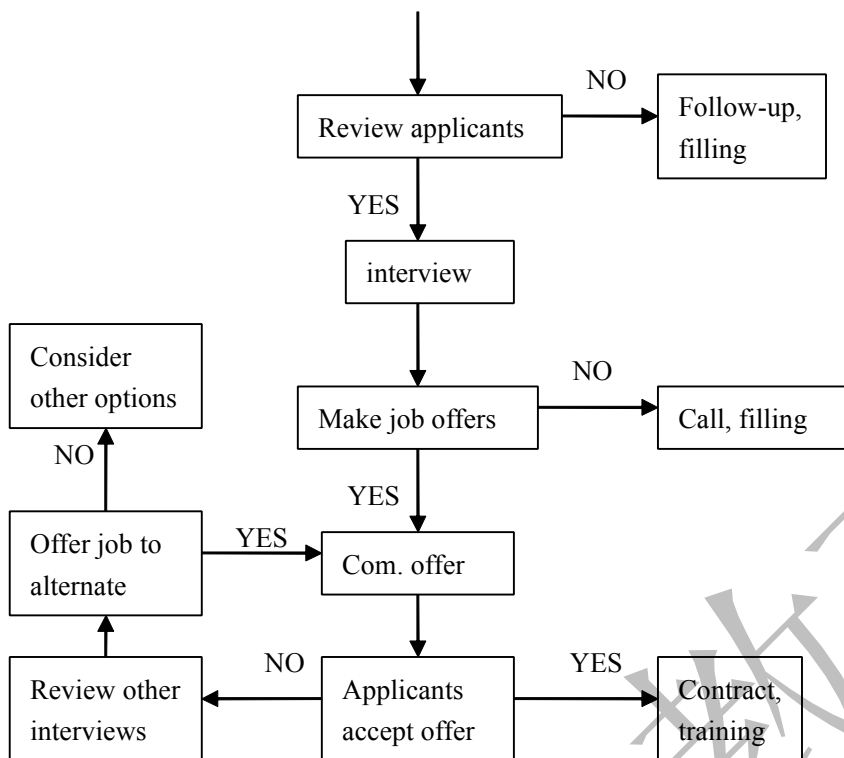 NO
Review applicants
Follow-up,
filling
YES
interview
Consider
other options
NO
Make job offers
Call, filling
NO
YES
Offer job to
alternate
YES
Com. offer
NO
YES
Review other
interviews
Applicants
accept offer
Contract,
training